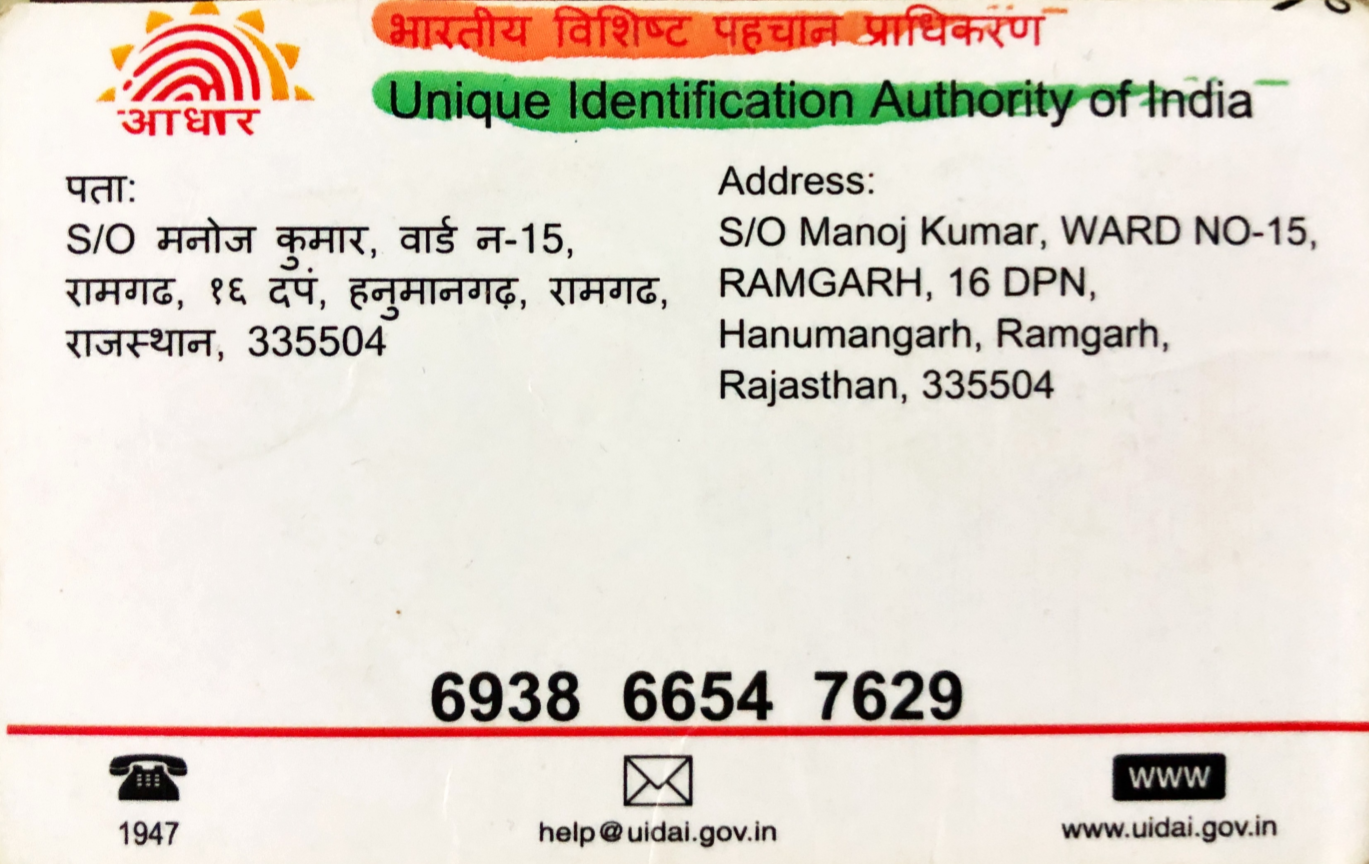 आधार
भारतीय विशिष्ट पहचान प्राधिकरण
Unique Identification Authority of India
पता:
S/O मनोज कुमार, वार्ड न-15,
रामगढ, १६ दपं, हनुमानगढ़, रामगढ,
राजस्थान, 335504
Address:
S/O Manoj Kumar, WARD NO-15,
RAMGARH, 16 DPN,
Hanumangarh, Ramgarh,
Rajasthan, 335504
6938 6654 7629
1947
help@uidai.gov.in
www
www.uidai.gov.in